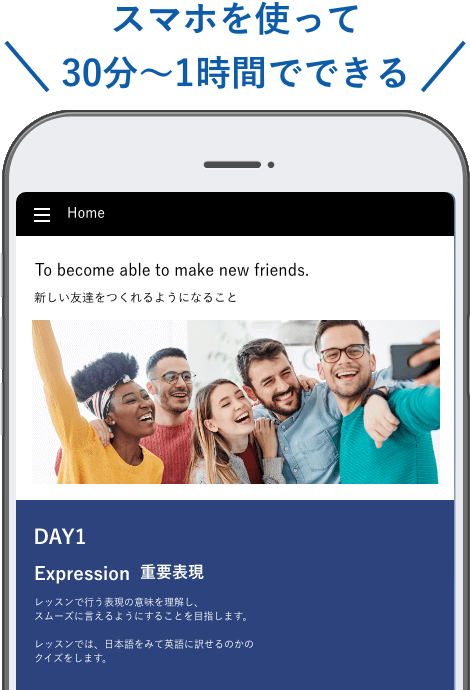 スマホを使って
30分〜1時間でできる
Home
To become able to make new friends.
新しい友達をつくれるようになること
DAY1
Expression 重要表現
レッスンで行う表現の意味を理解し、
スムーズに言えるようにすることを目指します。
レッスンでは、日本語をみて英語に訳せるのかの
クイズをします。